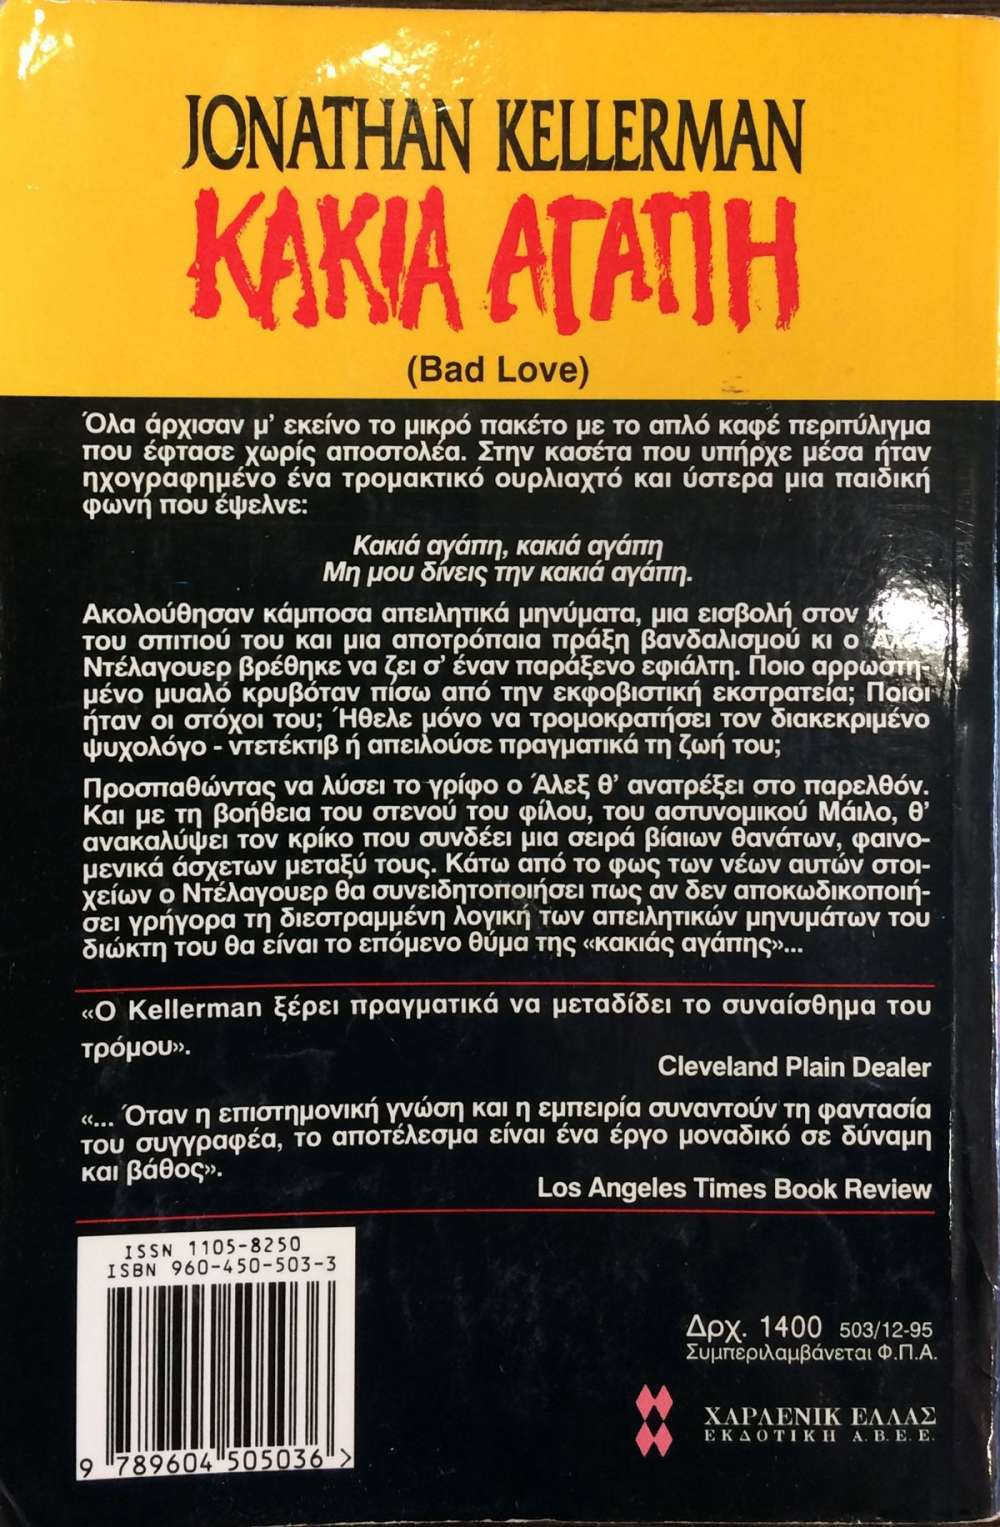 JONATHAN KELLERMAN
ΚΑΚΙΑ ΑΓΑΠΗ
(Bad Love)
Όλα άρχισαν μ' εκείνο το μικρό πακέτο με το απλό καφέ περιτύλιγμα
που έφτασε χωρίς αποστολέα. Στην κασέτα που υπήρχε μέσα ήταν
ηχογραφημένο ένα τρομακτικό ουρλιαχτό και ύστερα μια παιδική
φωνή που έψελνε:
Κακιά αγάπη, κακιά αγάπη
Μη μου δίνεις την κακιά αγάπη.
Ακολούθησαν κάμποσα απειλητικά μηνύματα, μια εισβολή στον
του σπιτιού του και μια αποτρόπαια πράξη βανδαλισμού κι ο
Ντέλαγουερ βρέθηκε να ζει σ' έναν παράξενο εφιάλτη. Ποιο αρρωστη-
μένο μυαλό κρυβόταν πίσω από την εκφοβιστική εκστρατεία; Ποιοι
ήταν οι στόχοι του; Ήθελε μόνο να τρομοκρατήσει τον διακεκριμένο
ψυχολόγο - ντετέκτιβ ή απειλούσε πραγματικά τη ζωή του;
Προσπαθώντας να λύσει το γρίφο ο Άλεξ θ' ανατρέξει στο παρελθόν.
Και με τη βοήθεια του στενού του φίλου, του αστυνομικού Μάιλο, θ'
ανακαλύψει τον κρίκο που συνδέει μια σειρά βίαιων θανάτων, φαινο-
μενικά άσχετων μεταξύ τους. Κάτω από το φως των νέων αυτών στοι-
χείων ο Ντέλαγουερ θα συνειδητοποιήσει πως αν δεν αποκωδικοποιή-
σει γρήγορα τη διεστραμμένη λογική των απειλητικών μηνυμάτων του
διώκτη του θα είναι το επόμενο θύμα της «κακιάς αγάπης»...
«Ο Kellerman ξέρει πραγματικά να μεταδίδει το συναίσθημα του
τρόμου».
Cleveland Plain Dealer
«... Όταν η επιστημονική γνώση και η εμπειρία συναντούν τη φαντασία
του συγγραφέα, το αποτέλεσμα είναι ένα έργο μοναδικό σε δύναμη
και βάθος».
Los Angeles Times Book Review
ISSN 1105-8250
ISBN 960-450-503-3
9 789604 505036 >
Δρχ. 1400 503/12-95
Συμπεριλαμβάνεται Φ.Π.Α.
ΧΑΡΛΕΝΙΚ ΕΛΛΑΣ
ΕΚΔΟΤΙΚΗ Α.Β.Ε.Ε.